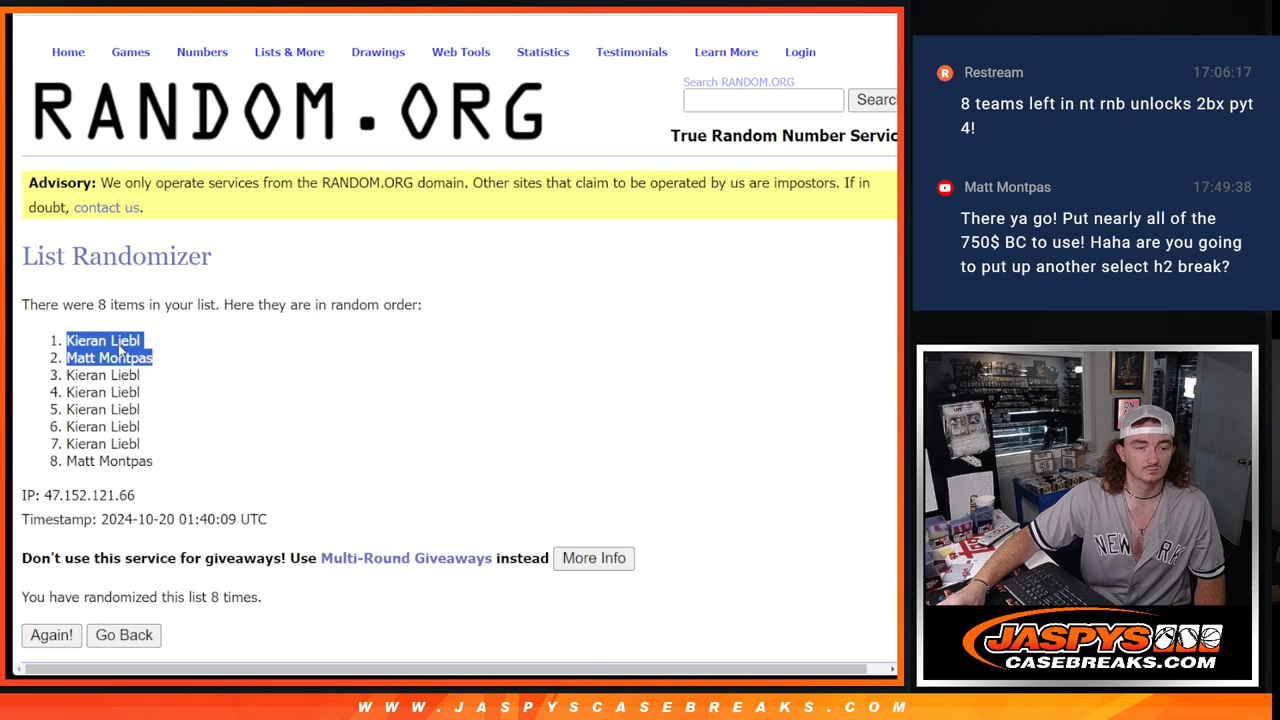 Home Games Numbers Lists & More Drawings Web Tools Statistics Testimonials Learn More Login
RANDOM.ORG
Search RANDOM.ORG
Searc
True Random Number Servic
Advisory: We only operate services from the RANDOM.ORG domain. Other sites that claim to be operated by us are impostors. If in
doubt, contact us.
List Randomizer
There were 8 items in your list. Here they are in random order:
1. Kieran Liebl
2. Matt Montpas
3. Kieran Liebl
4. Kieran Liebl
5. Kieran Liebl
6. Kieran Liebl
7. Kieran Liebl
8. Matt Montpas
IP: 47.152.121.66
Timestamp: 2024-10-20 01:40:09 UTC
Don't use this service for giveaways! Use Multi-Round Giveaways instead More Info
You have randomized this list 8 times.
Again! Go Back
R Restream 17:06:17
8 teams left in nt rnb unlocks 2bx pyt
4!
Matt Montpas 17:49:38
There ya go! Put nearly all of the
750$ BC to use! Haha are you going
to put up another select h2 break?
NEW YORK
JASPYS
CASEBREAKS.COM
WWW.JASPYSCASEBREAKS.COM